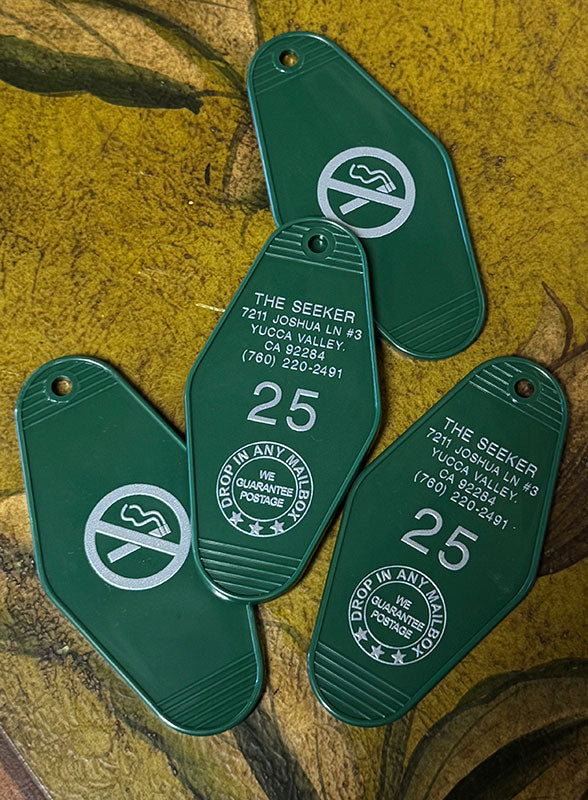 THE SEEKER
7211 JOSHUA LN #3
YUCCA VALLEY.
CA 92284
(760) 220-2491
25
DROP IN ANY MAILBOX
WE
GUARANTEE
POSTAGE
THE SEEKER
7211 JOSHUA LN #3
YUCCA VALLEY.
CA 92284
(760) 220-2491
25
DROP IN ANY MAILBOX
WE
GUARANTEE
POSTAGE